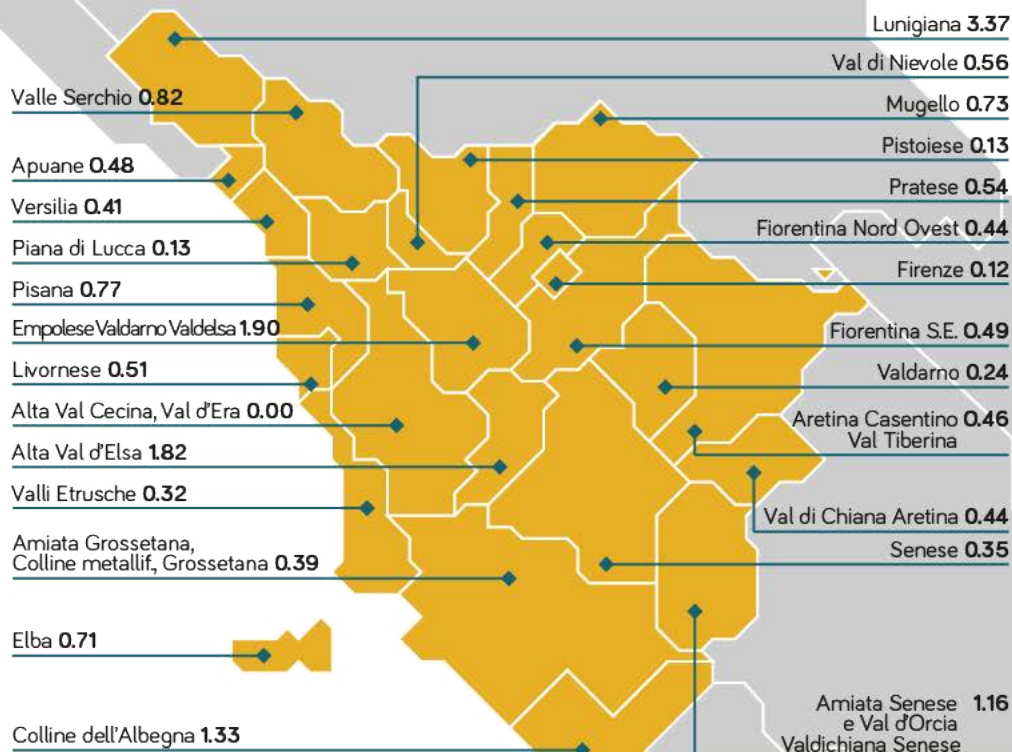 Lunigiana 3.37
Val di Nievole 0.56
Valle Serchio 0.82
Mugello 0.73
Pistoiese 0.13
Apuane 0.48
Pratese 0.54
Versilia 0.41
Fiorentina Nord Ovest 0.44
Piana di Lucca 0.13
Firenze 0.12
Pisana 0.77
Empolese Valdarno Valdelsa 1.90
Fiorentina S.E. 0.49
Livornese 0.51
Valdarno 0.24
Alta Val Cecina, Val d'Era 0.00
Aretina Casentino 0.46
Val Tiberina
Alta Val d'Elsa 1.82
Valli Etrusche 0.32
Val di Chiana Aretina 0.44
Amiata Grossetana,
Colline metallif., Grossetana 0.39
Senese 0.35
Elba 0.71
Amiata Senese 1.16
e Val d'Orcia
Valdichiana Senese
Colline dell'Albegna 1.33